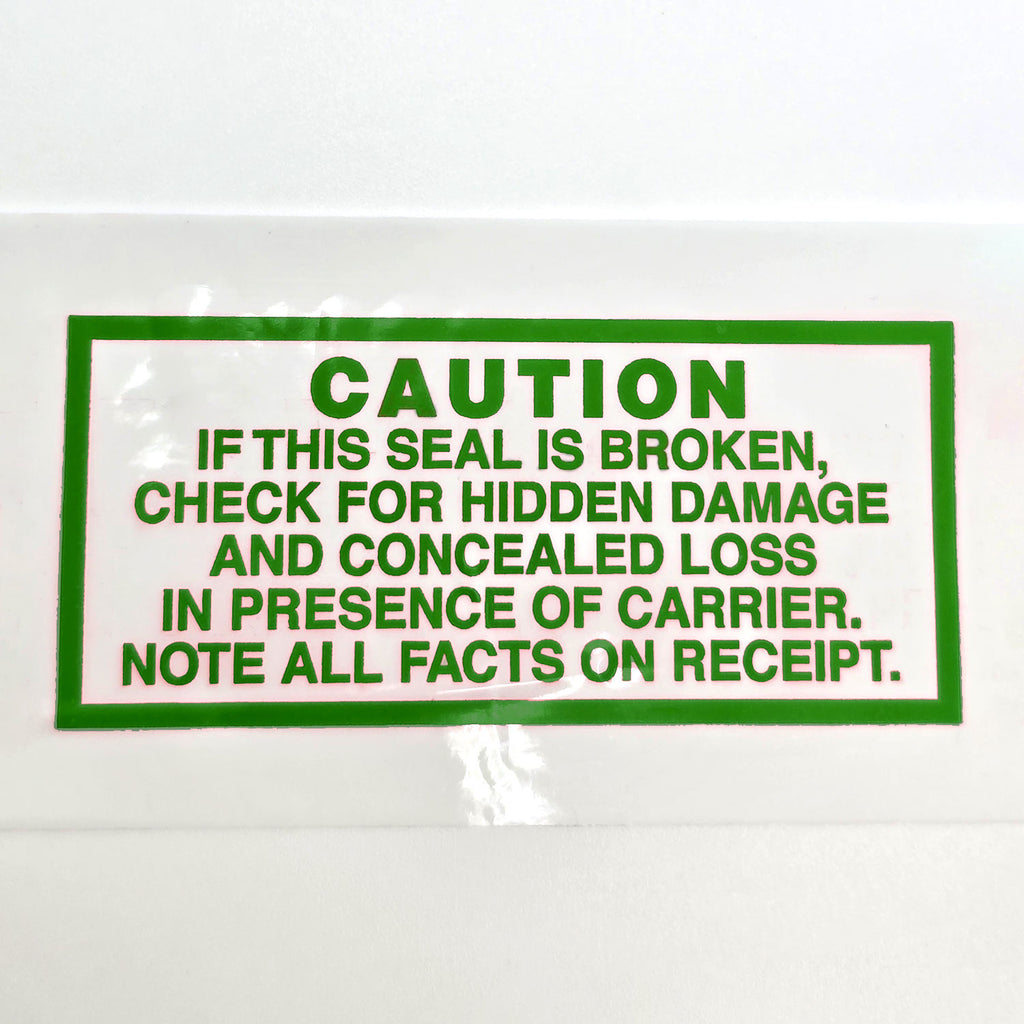 CAUTION
IF THIS SEAL IS BROKEN,
CHECK FOR HIDDEN DAMAGE
AND CONCEALED LOSS
IN PRESENCE OF CARRIER.
NOTE ALL FACTS ON RECEIPT.